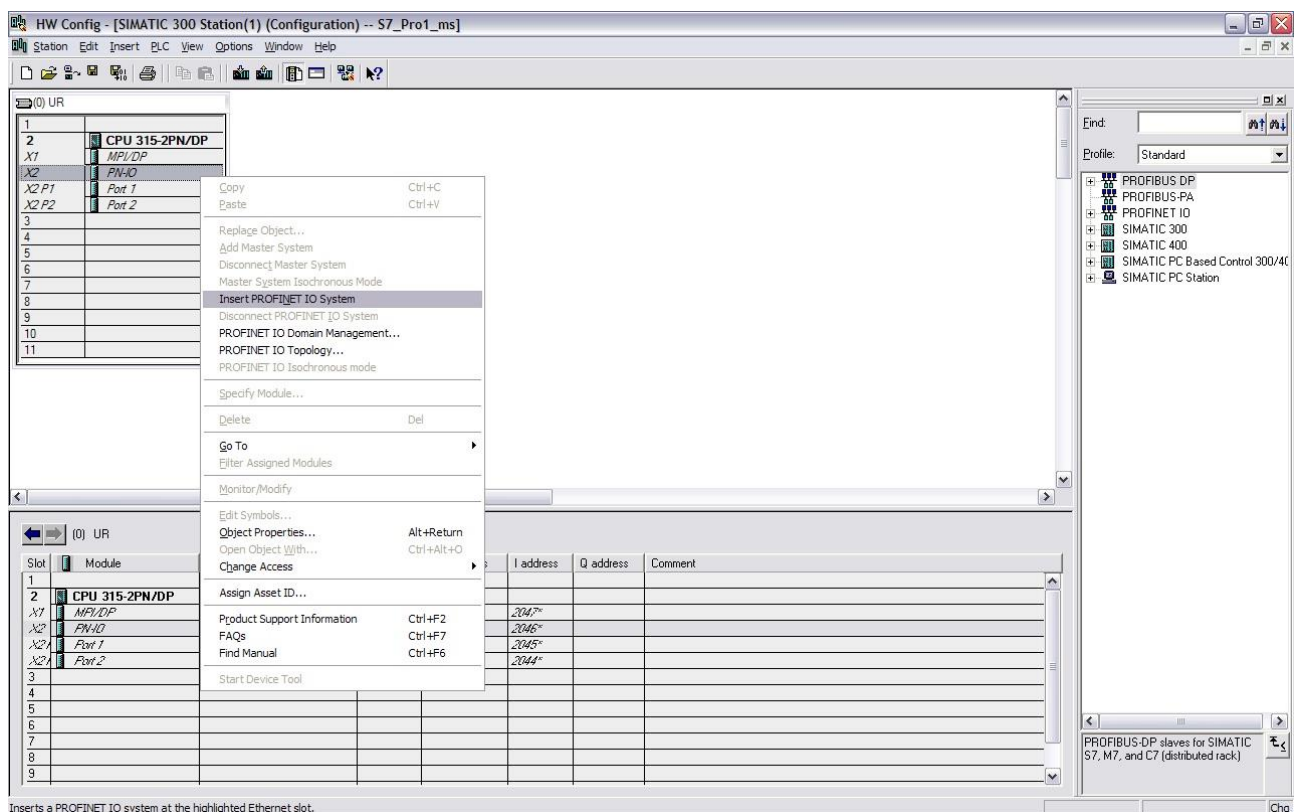 HW Config - [SIMATIC 300 Station(1) (Configuration) -- S7_Pro1_ms]
Station Edit Insert PLC View Options Window Help
(0) UR
1
2 CPU 315-2PN/DP
X1 MPI/DP
X2 PN-IO
X2 P1 Port 1
X2 P2 Port 2
3
4
5
6
7
8
9
10
11
Copy Ctrl+C
Paste Ctrl+V
Replace Object...
Add Master System
Disconnect Master System
Master System Isochronous Mode
Insert PROFINET IO System
Disconnect PROFINET IO System
PROFINET IO Domain Management...
PROFINET IO Topology...
PROFINET IO Isochronous mode
Specify Module...
Delete Del
Go To
Filter Assigned Modules
Monitor/Modify
Edit Symbols...
Object Properties... Alt+Return
Open Object With... Ctrl+Alt+O
Change Access
Assign Asset ID...
Product Support Information Ctrl+F2
FAQs Ctrl+F7
Find Manual Ctrl+F6
Start Device Tool
Find:
Profile: Standard
PROFIBUS DP
PROFIBUS-PA
PROFINET IO
SIMATIC 300
SIMATIC 400
SIMATIC PC Based Control 300/40
SIMATIC PC Station
PROFIBUS-DP slaves for SIMATIC
S7, M7, and C7 (distributed rack)
(0) UR
Slot Module I address Q address Comment
1
2 CPU 315-2PN/DP
X1 MPI/DP 2047*
X2 PN-IO 2046*
X2 Port 1 2045*
X2 Port 2 2044*
3
4
5
6
7
8
9
Inserts a PROFINET IO system at the highlighted Ethernet slot. Chg